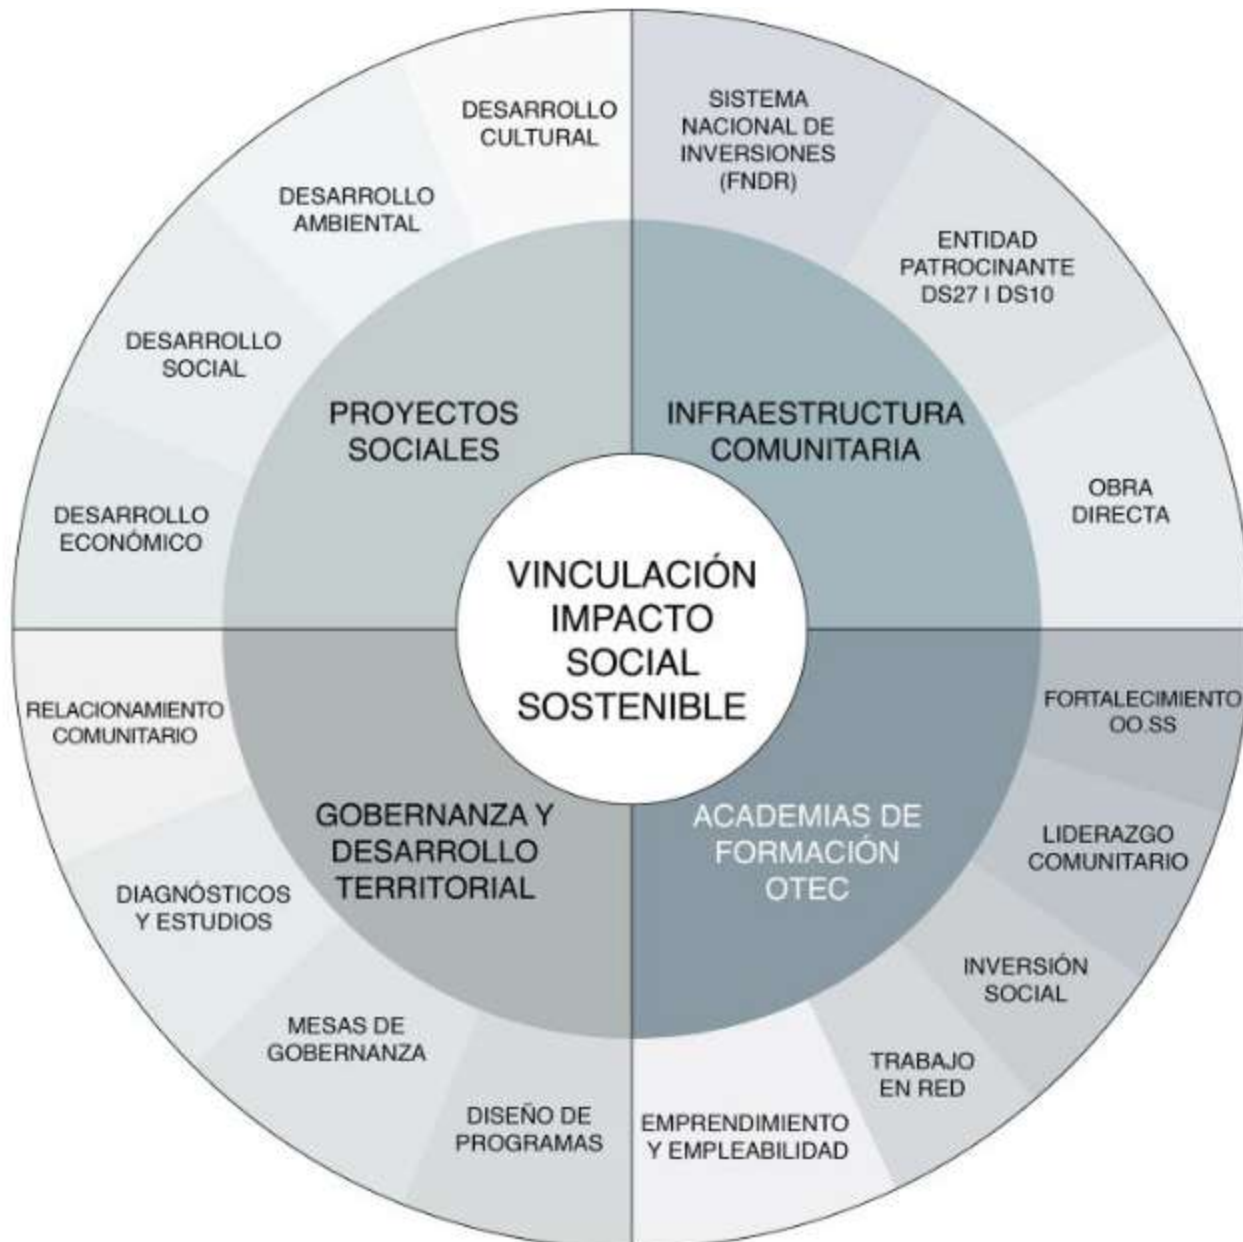 DESARROLLO
CULTURAL
SISTEMA
NACIONAL DE
INVERSIONES
(FNDR)
DESARROLLO
AMBIENTAL
ENTIDAD
PATROCINANTE
DS27 I DS10
DESARROLLO
SOCIAL
OBRA
DIRECTA
DESARROLLO
ECONÓMICO
PROYECTOS
SOCIALES
INFRAESTRUCTURA
COMUNITARIA
VINCULACIÓN
IMPACTO
SOCIAL
SOSTENIBLE
RELACIONAMIENTO
COMUNITARIO
FORTALECIMIENTO
OO.SS
GOBERNANZA Y
DESARROLLO
TERRITORIAL
ACADEMIAS DE
FORMACIÓN
OTEC
LIDERAZGO
COMUNITARIO
DIAGNÓSTICOS
Y ESTUDIOS
INVERSIÓN
SOCIAL
MESAS DE
GOBERNANZA
TRABAJO
EN RED
DISEÑO DE
PROGRAMAS
EMPRENDIMIENTO
Y EMPLEABILIDAD